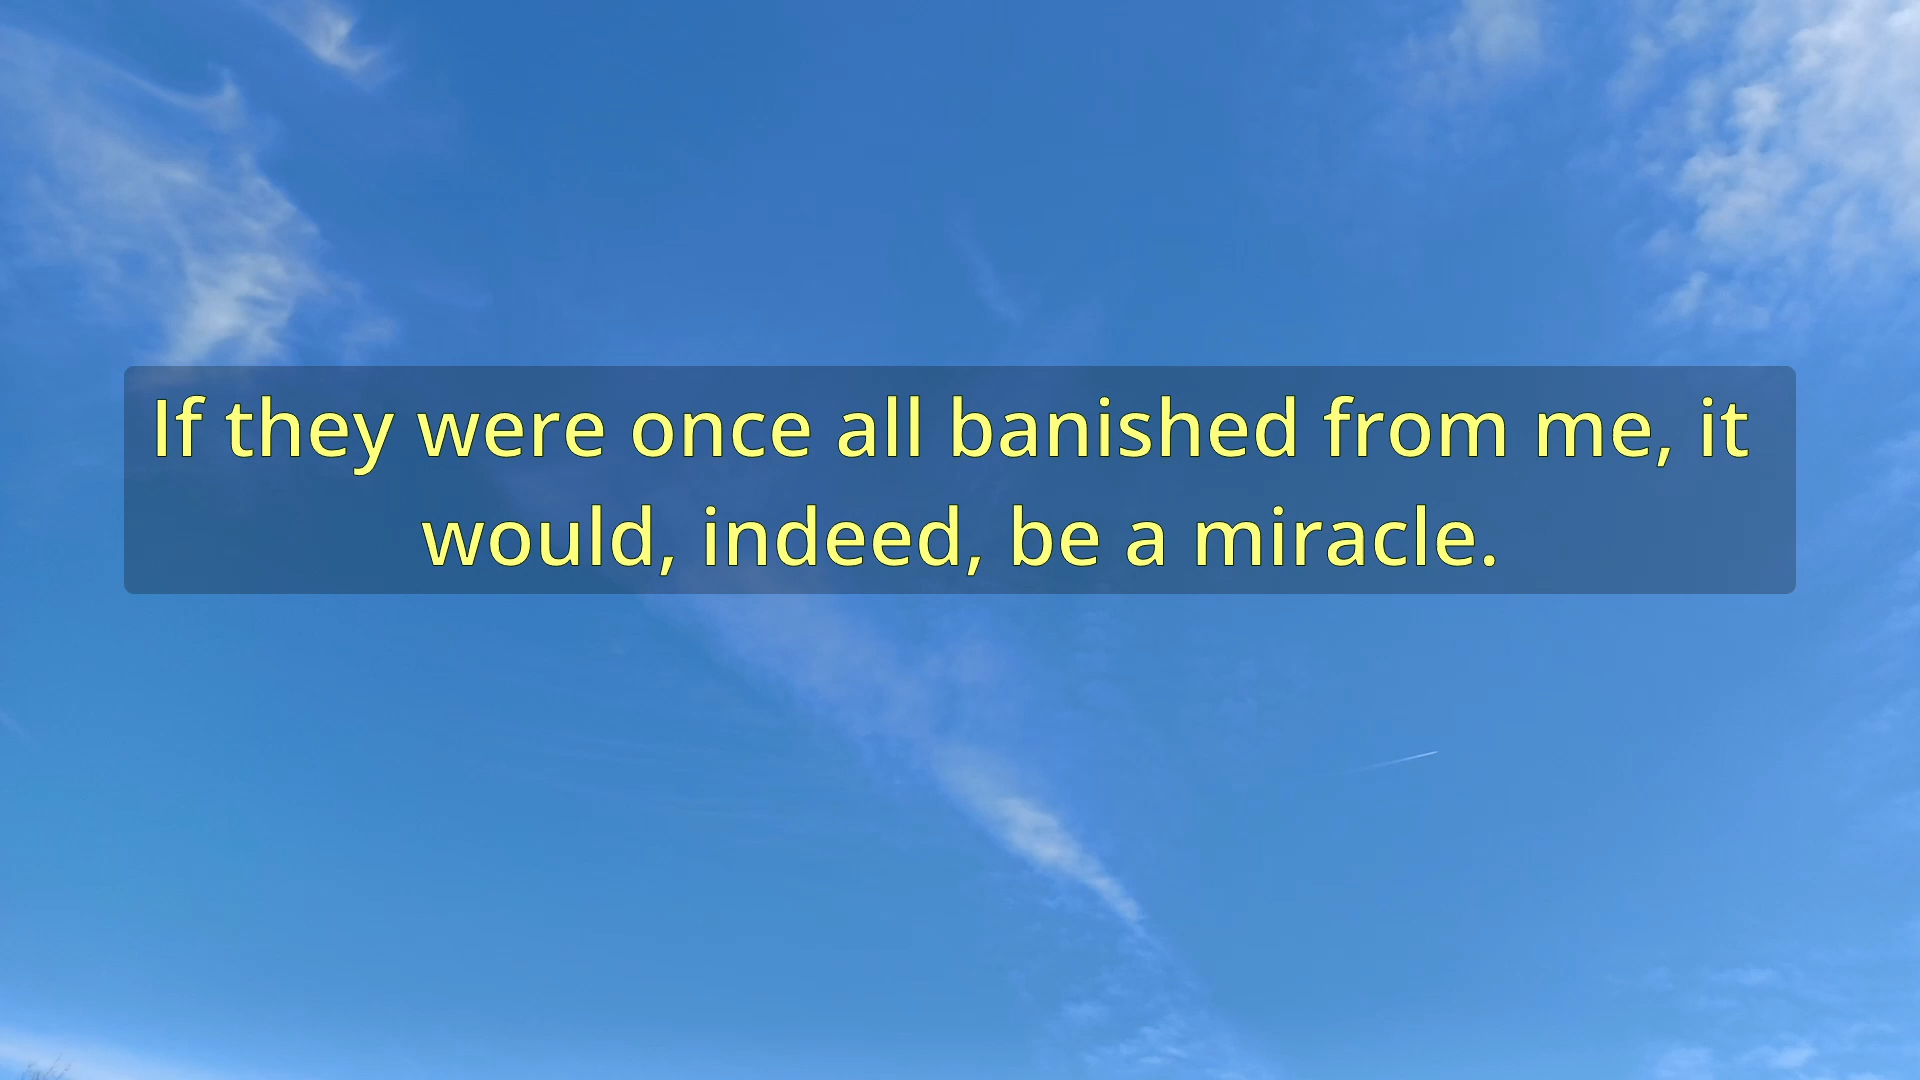 If they were once all banished from me, it
would, indeed, be a miracle.